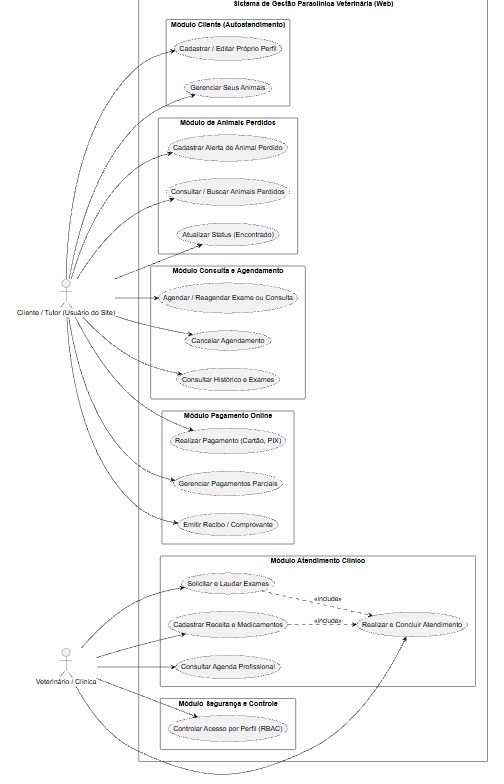 Sistema de Gestão Paraclínica Veterinária (Web)
Módulo Cliente (Autoatendimento)
Cadastrar / Editar Próprio Perfil
Gerenciar Seus Animais
Módulo de Animais Perdidos
Cadastrar Alerta de Animal Perdido
Consultar / Buscar Animais Perdidos
Atualizar Status (Encontrado)
Módulo Consulta e Agendamento
Agendar / Reagendar Exame ou Consulta
Cliente / Tutor (Usuário do Site)
Cancelar Agendamento
Consultar Histórico e Exames
Módulo Pagamento Online
Realizar Pagamento (Cartão, PIX)
Gerenciar Pagamentos Parciais
Emitir Recibo / Comprovante
Módulo Atendimento Clínico
Solicitar e Laudar Exames
«include»
Cadastrar Receita e Medicamentos
«include»
Realizar e Concluir Atendimento
Consultar Agenda Profissional
Veterinário / Clínica
Módulo Segurança e Controle
Controlar Acesso por Perfil (RBAC)